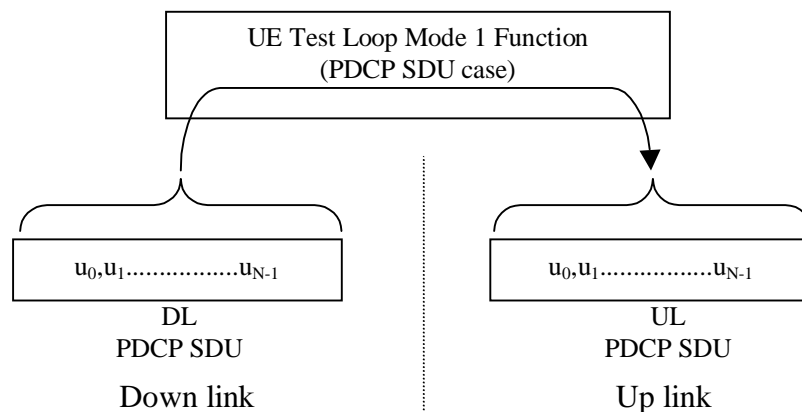 UE Test Loop Mode 1 Function
(PDCP SDU case)
u0,u1..................uN-1
DL
PDCP SDU
Down link
u0,u1..................uN-1
UL
PDCP SDU
Up link